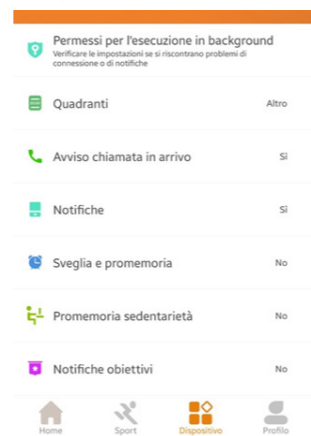 Permessi per l'esecuzione in background
Verificare le impostazioni se si riscontrano problemi di
connessione o di notifiche
Quadranti Altro
Avviso chiamata in arrivo Sì
Notifiche Sì
Sveglia e promemoria No
Promemoria sedentarietà No
Notifiche obiettivi No
Home Sport Dispositivo Profilo